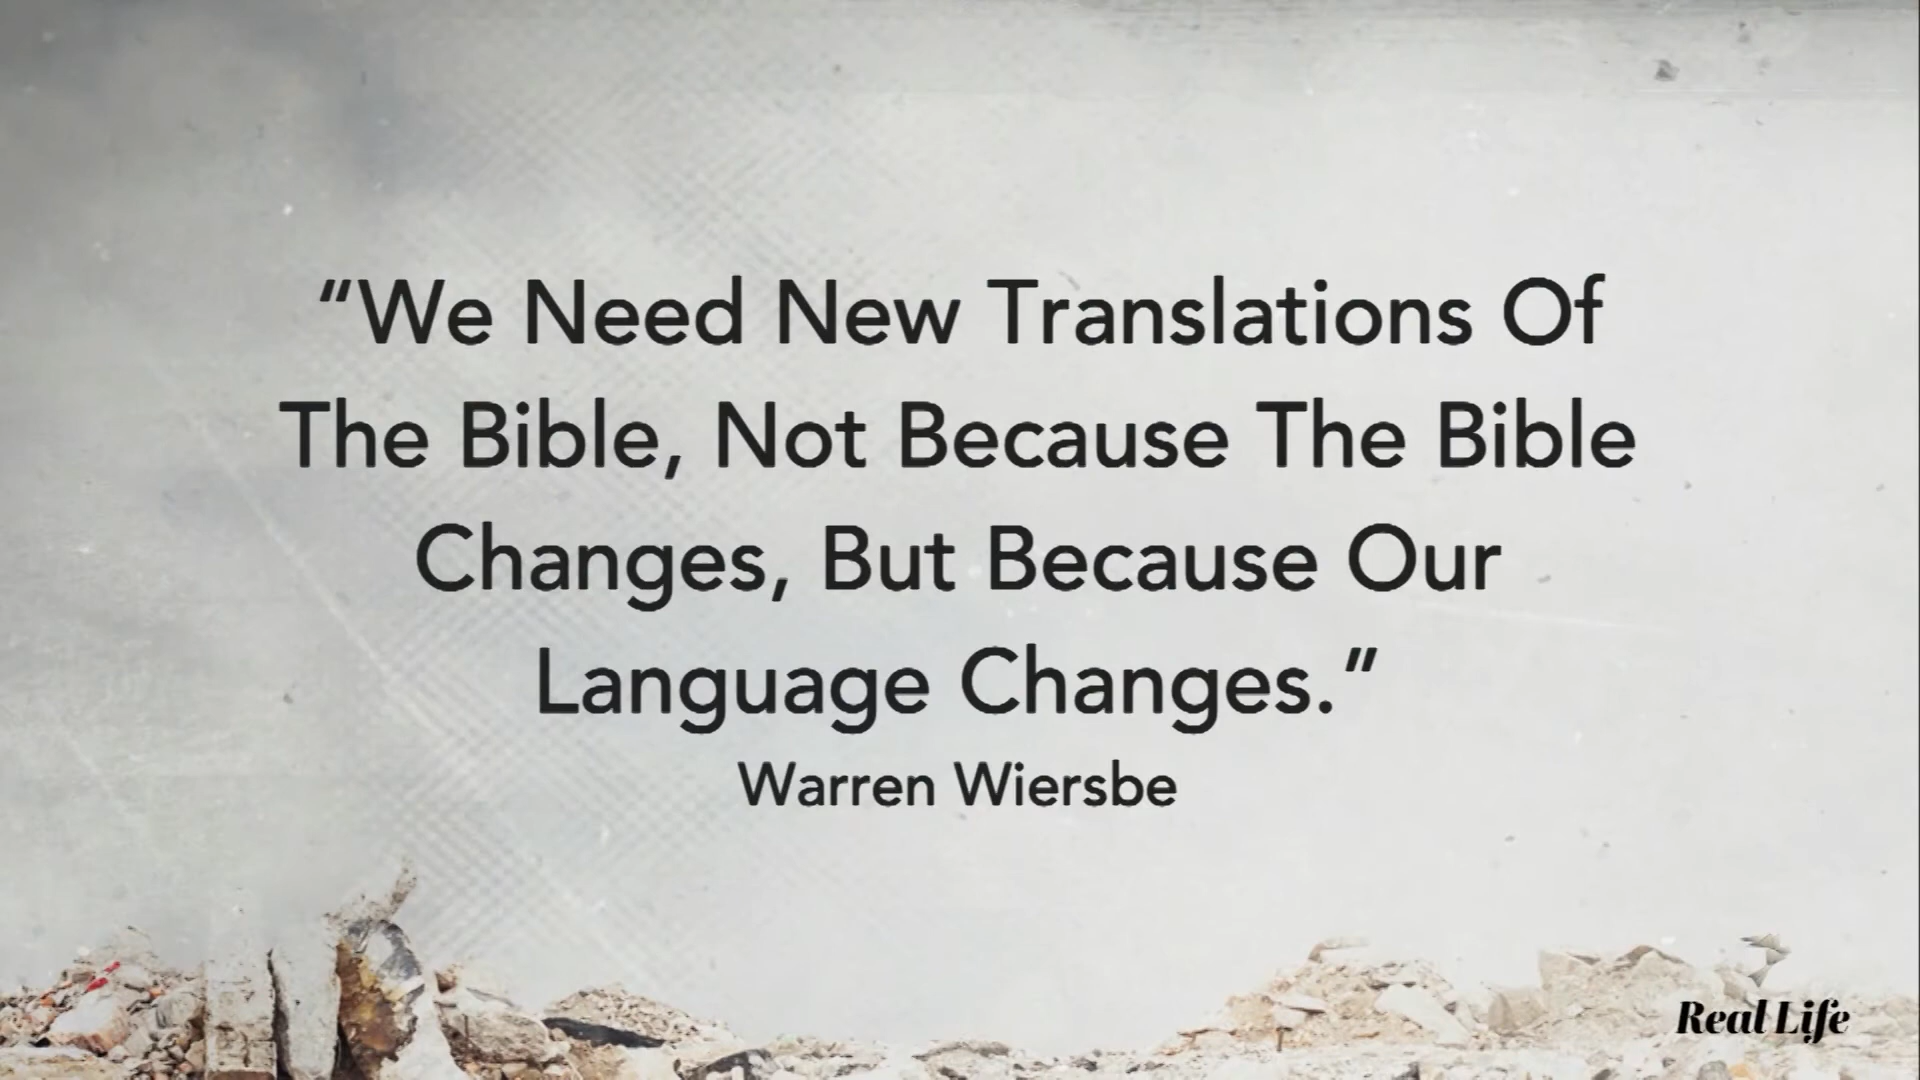 “We Need New Translations Of
The Bible, Not Because The Bible
Changes, But Because Our
Language Changes.”
Warren Wiersbe
Real Life